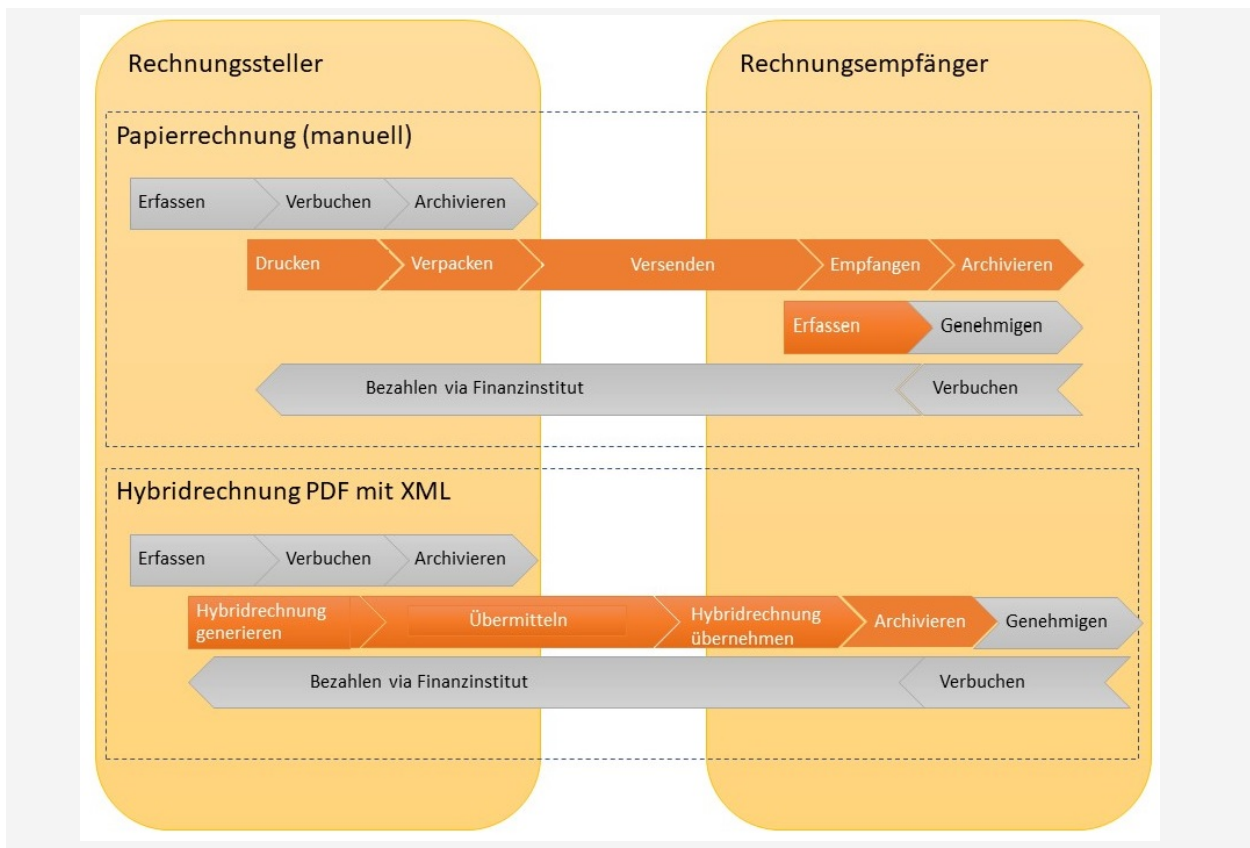 Rechnungssteller
Rechnungsempfänger
Papierrechnung (manuell)
Erfassen
Verbuchen
Archivieren
Drucken
Verpacken
Versenden
Empfangen
Archivieren
Erfassen
Genehmigen
Bezahlen via Finanzinstitut
Verbuchen
Hybridrechnung PDF mit XML
Erfassen
Verbuchen
Archivieren
Hybridrechnung
generieren
Übermitteln
Hybridrechnung
übernehmen
Archivieren
Genehmigen
Bezahlen via Finanzinstitut
Verbuchen